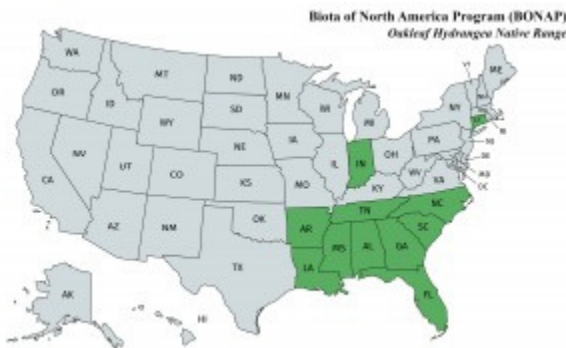 Biota of North America Program (BONAP)
Oakleaf Hydrangea Native Range
WA
MT
ND
MN
ME
VT
OR
ID
SD
WI
NY
MI
WY
IA
NE
PA
NV
UT
CO
IL
IN
OH
WV
VA
CA
KS
MO
KY
NC
TN
AZ
NM
OK
AR
SC
MS
AL
GA
TX
LA
FL
AK
HI